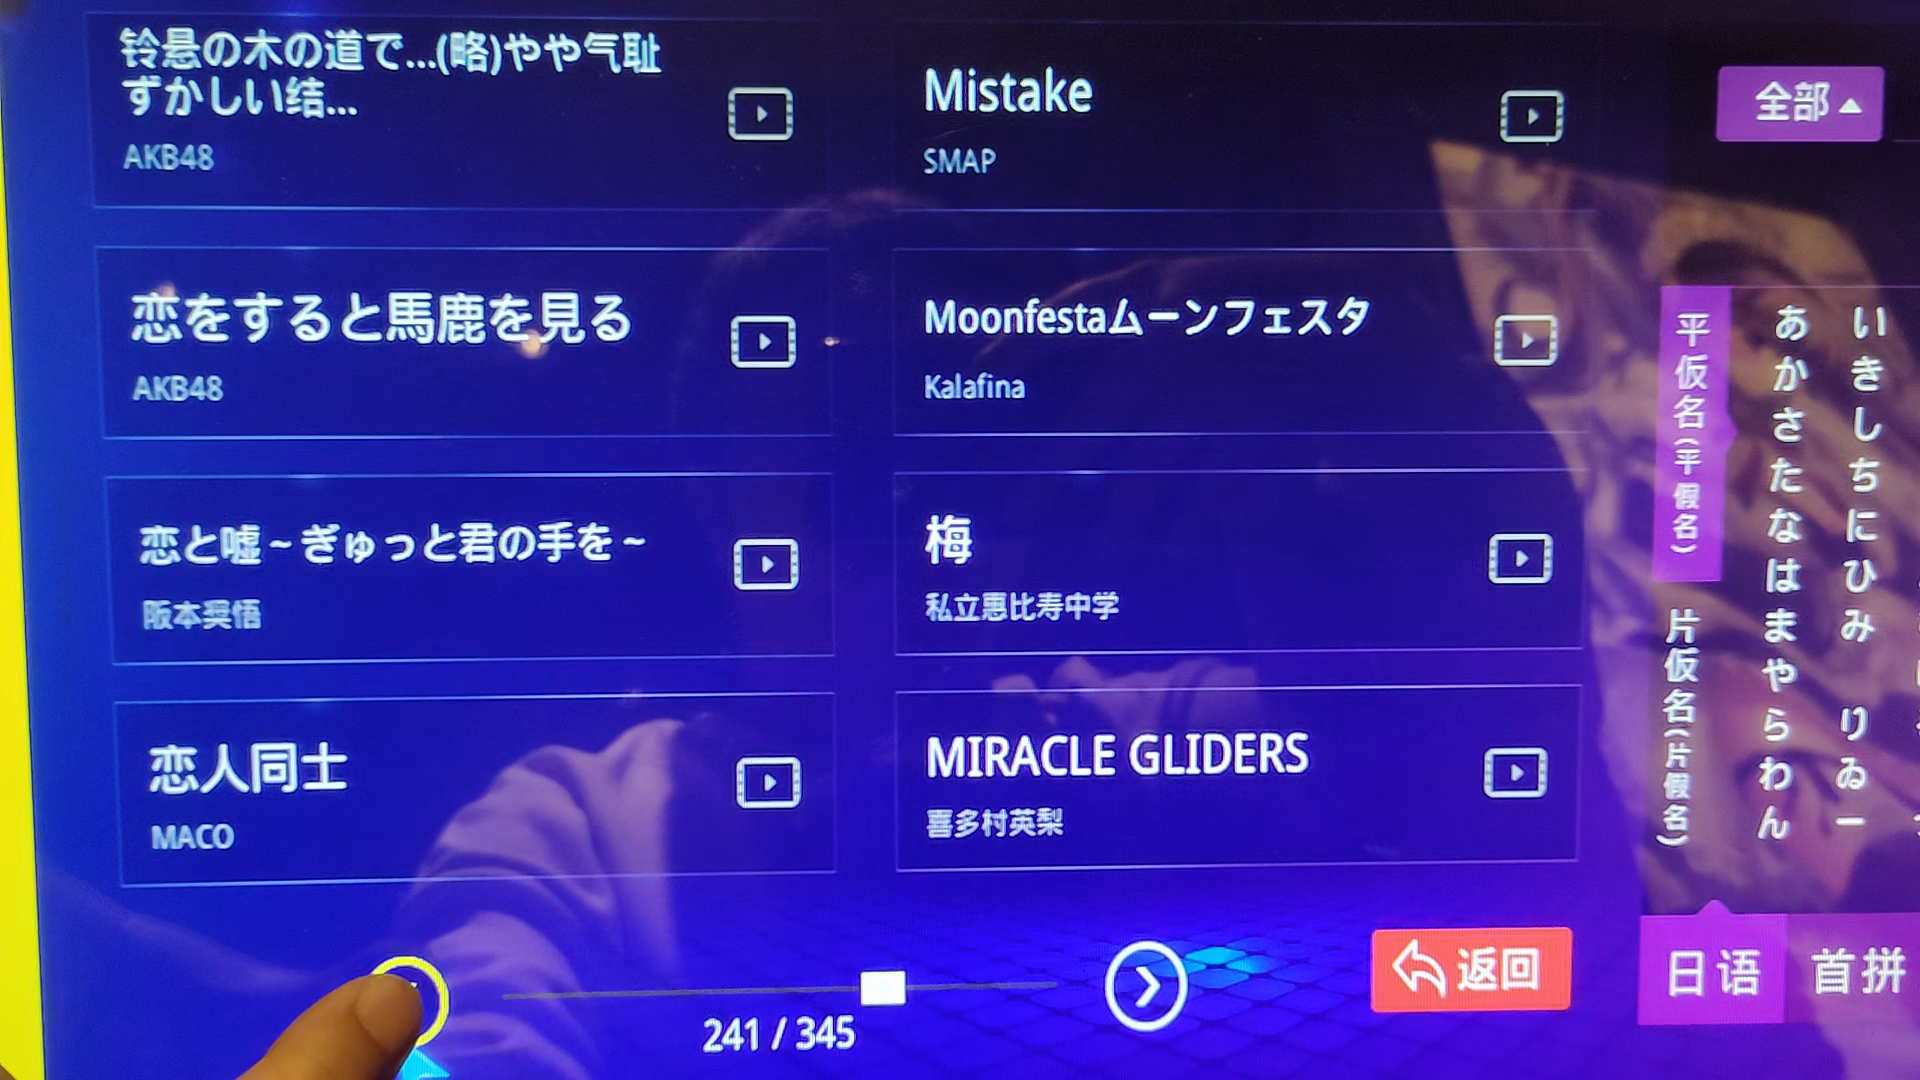 铃悬の木の道で...(略)やや气耻
ずかしい结...
AKB48
Mistake
SMAP
恋をすると馬鹿を見る
AKB48
Moonfestaムーンフェスタ
Kalafina
恋と嘘~ぎゅっと君の手を~
阪本奨悟
梅
私立惠比寿中学
恋人同士
MACO
MIRACLE GLIDERS
喜多村英梨
241 / 345
返回
全部
平仮名(平假名)
片仮名(片假名)
あかさたなはまやらわん
いきしちにひみ りゐー
日语
首拼